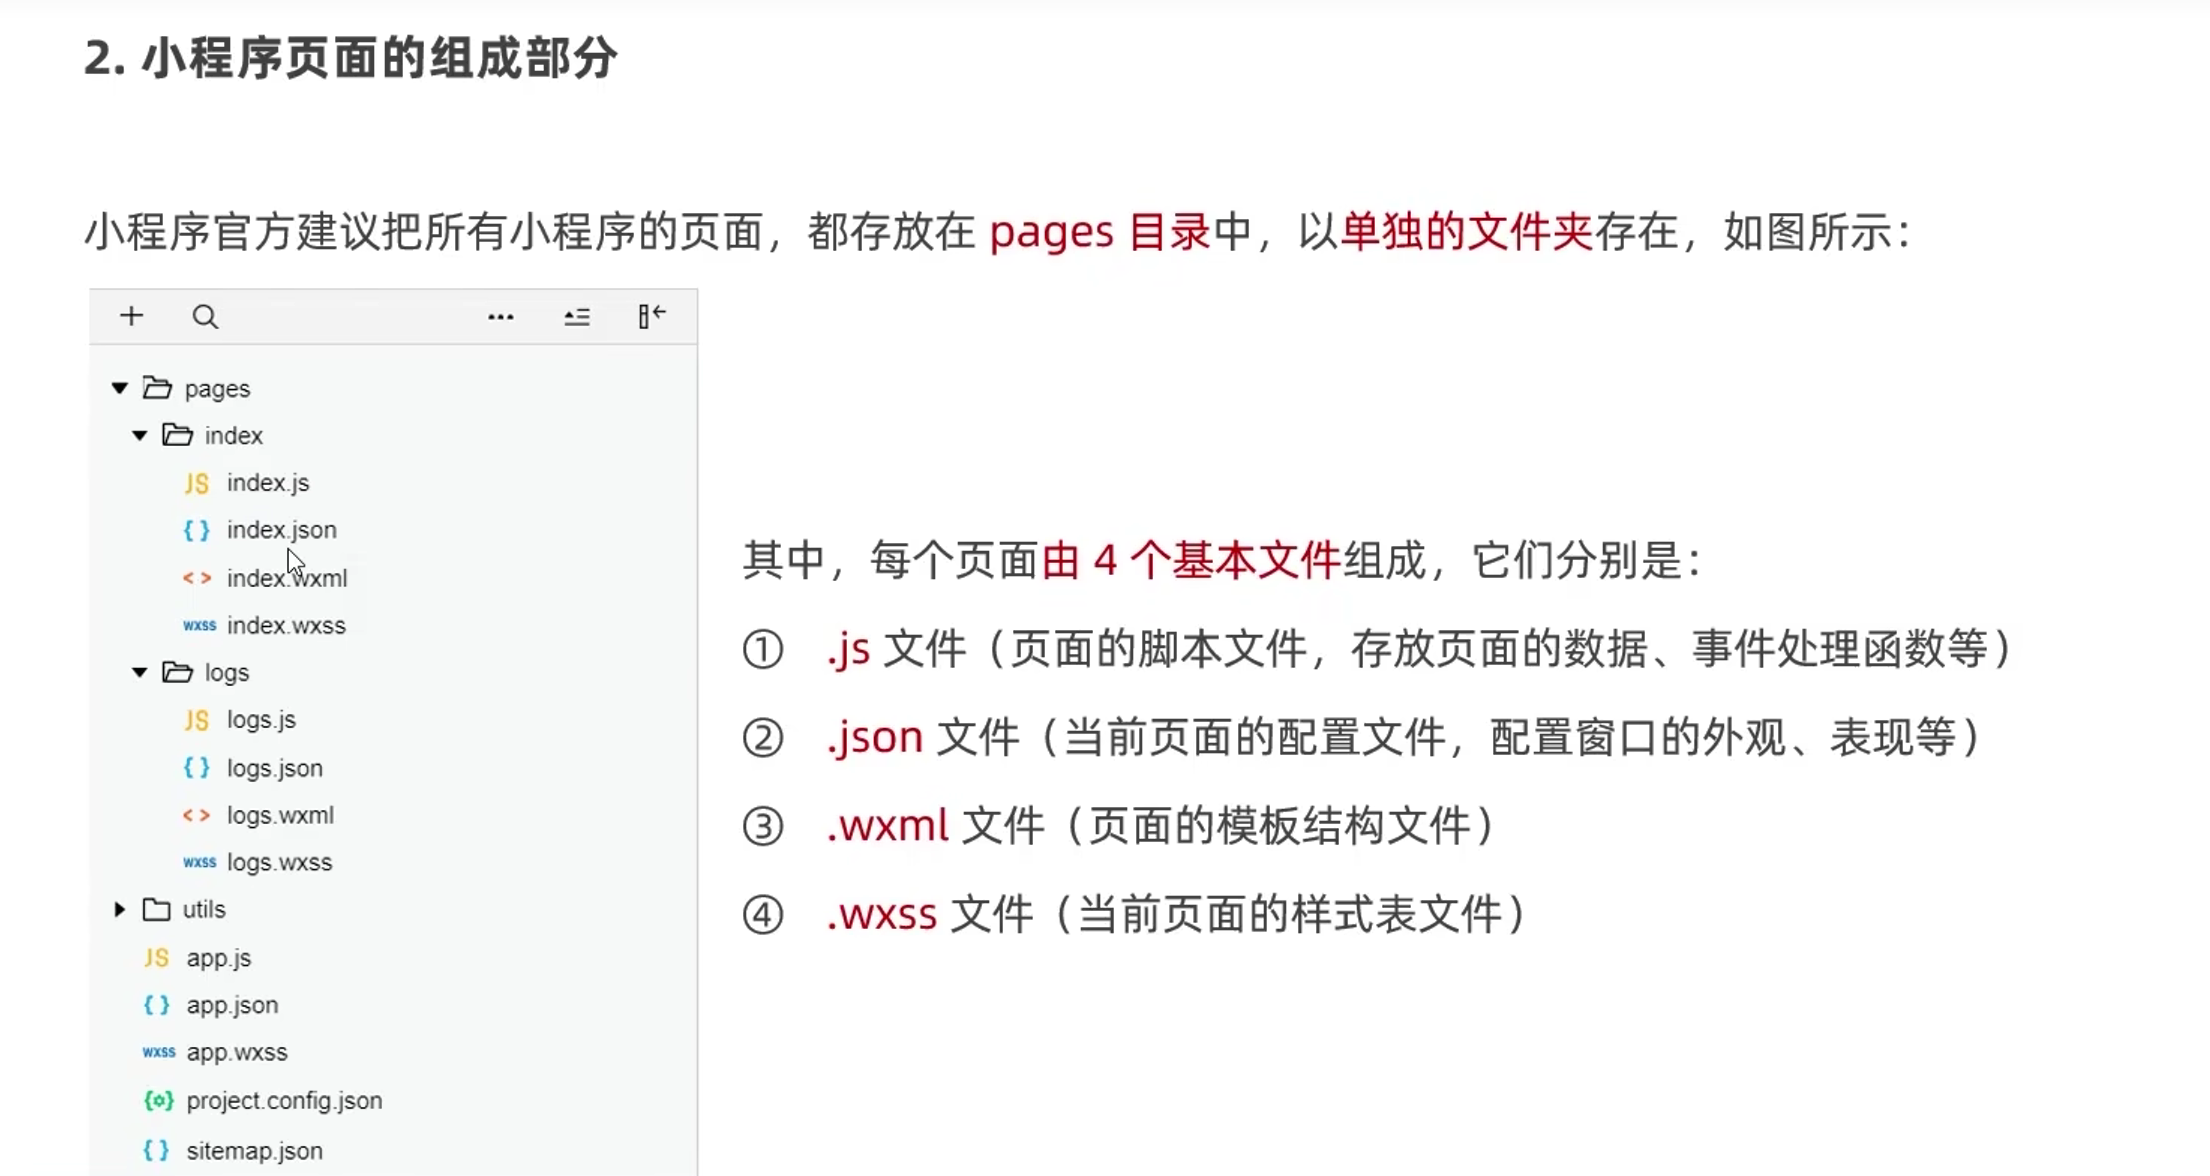 2. 小程序页面的组成部分
小程序官方建议把所有小程序的页面，都存放在 pages 目录中，以单独的文件夹存在，如图所示：
pages
index
JS index.js
{ } index.json
< > index.wxml
wxss index.wxss
logs
JS logs.js
{ } logs.json
< > logs.wxml
wxss logs.wxss
utils
JS app.js
{ } app.json
wxss app.wxss
project.config.json
{ } sitemap.json
其中，每个页面由 4 个基本文件组成，它们分别是：
① .js 文件（页面的脚本文件，存放页面的数据、事件处理函数等）
② .json 文件（当前页面的配置文件，配置窗口的外观、表现等）
③ .wxml 文件（页面的模板结构文件）
④ .wxss 文件（当前页面的样式表文件）